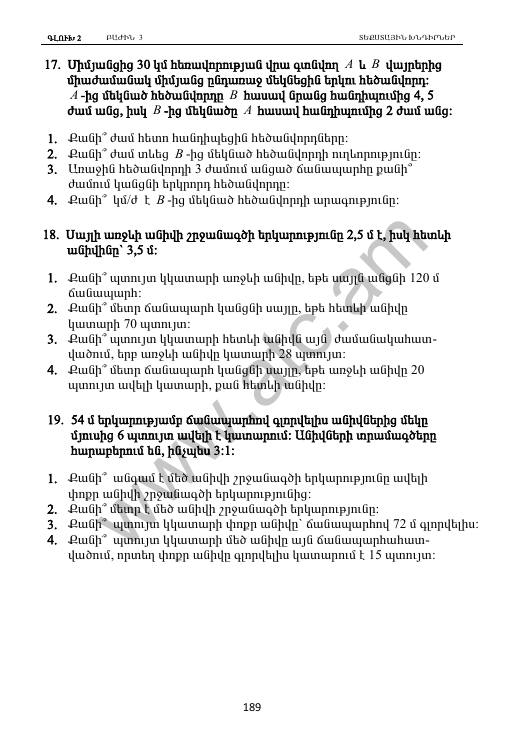 ԳԼՈՒԽ 2 ԲԱԺԻՆ 3 ՏԵՔՍՏԱՅԻՆ ԽՆԴԻՐՆԵՐ
17. Միմյանցից 30 կմ հեռավորության վրա գտնվող A և B վայրերից
միաժամանակ միմյանց ընդառաջ մեկնեցին երկու հեծանվորդ։
A -ից մեկնած հեծանվորդը B հասավ նրանց հանդիպումից 4, 5
ժամ անց, իսկ B -ից մեկնածը A հասավ հանդիպումից 2 ժամ անց։
1. Քանի՞ ժամ հետո հանդիպեցին հեծանվորդները։
2. Քանի՞ ժամ տևեց B -ից մեկնած հեծանվորդի ուղևորությունը։
3. Առաջին հեծանվորդի 3 ժամում անցած ճանապարհը քանի՞
ժամում կանցնի երկրորդ հեծանվորդը։
4. Քանի՞ կմ/ժ է B -ից մեկնած հեծանվորդի արագությունը։
18. Սայլի առջևի անիվի շրջանագծի երկարությունը 2,5 մ է, իսկ հետևի
անիվինը՝ 3,5 մ։
1. Քանի՞ պտույտ կկատարի առջևի անիվը, եթե սայլն անցնի 120 մ
ճանապարհ։
2. Քանի՞ մետր ճանապարհ կանցնի սայլը, եթե հետևի անիվը
կատարի 70 պտույտ։
3. Քանի՞ պտույտ կկատարի հետևի անիվն այն ժամանակահատ-
վածում, երբ առջևի անիվը կատարի 28 պտույտ։
4. Քանի՞ մետր ճանապարհ կանցնի սայլը, եթե առջևի անիվը 20
պտույտ ավելի կատարի, քան հետևի անիվը։
19. 54 մ երկարությամբ ճանապարհով գլորվելիս անիվներից մեկը
մյուսից 6 պտույտ ավելի է կատարում։ Անիվների տրամագծերը
հարաբերում են, ինչպես 3:1։
1. Քանի՞ անգամ է մեծ անիվի շրջանագծի երկարությունը ավելի
փոքր անիվի շրջանագծի երկարությունից։
2. Քանի՞ մետր է մեծ անիվի շրջանագծի երկարությունը։
3. Քանի՞ պտույտ կկատարի փոքր անիվը՝ ճանապարհով 72 մ գլորվելիս։
4. Քանի՞ պտույտ կկատարի մեծ անիվը այն ճանապարհահատ-
վածում, որտեղ փոքր անիվը գլորվելիս կատարում է 15 պտույտ։
www.atc.am
189